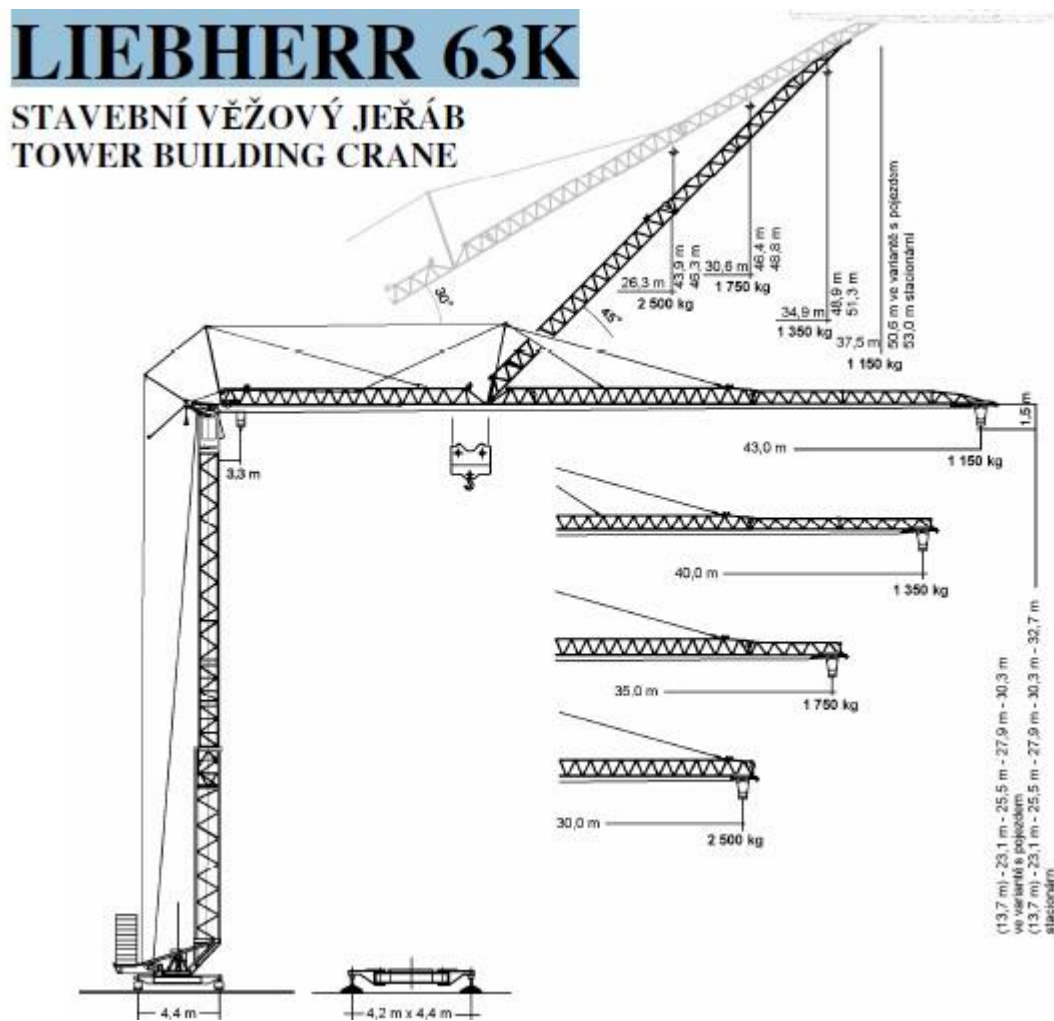 LIEBHERR 63K
STAVEBNÍ VĚŽOVÝ JEŘÁB
TOWER BUILDING CRANE
30°
45°
26,3 m
2 500 kg
43,9 m
46,3 m
30,6 m
1 750 kg
46,4 m
48,8 m
34,9 m
1 350 kg
48,9 m
51,3 m
37,5 m
1 150 kg
50,6 m ve variantě s pojezdem
53,0 m stacionární
3,3 m
43,0 m
1 150 kg
1,5 m
40,0 m
1 350 kg
35,0 m
1 750 kg
30,0 m
2 500 kg
(13,7 m) - 23,1 m - 25,5 m - 27,9 m - 30,3 m
ve variantě s pojezdem
(13,7 m) - 23,1 m - 25,5 m - 27,9 m - 30,3 m - 32,7 m
stacionárn
4,4 m
4,2 m x 4,4 m